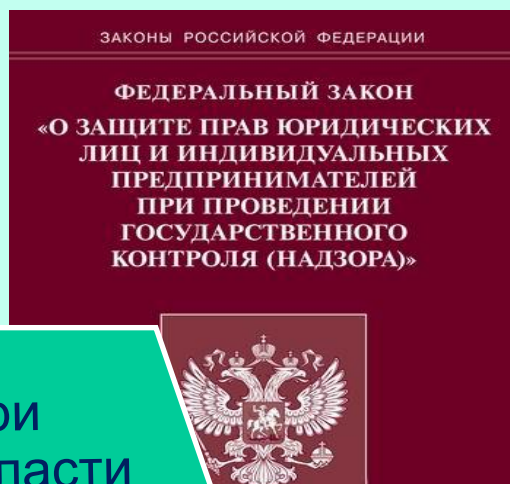 ЗАКОНЫ РОССИЙСКОЙ ФЕДЕРАЦИИ
ФЕДЕРАЛЬНЫЙ ЗАКОН
«О ЗАЩИТЕ ПРАВ ЮРИДИЧЕСКИХ
ЛИЦ И ИНДИВИДУАЛЬНЫХ
ПРЕДПРИНИМАТЕЛЕЙ
ПРИ ПРОВЕДЕНИИ
ГОСУДАРСТВЕННОГО
КОНТРОЛЯ (НАДЗОРА)»